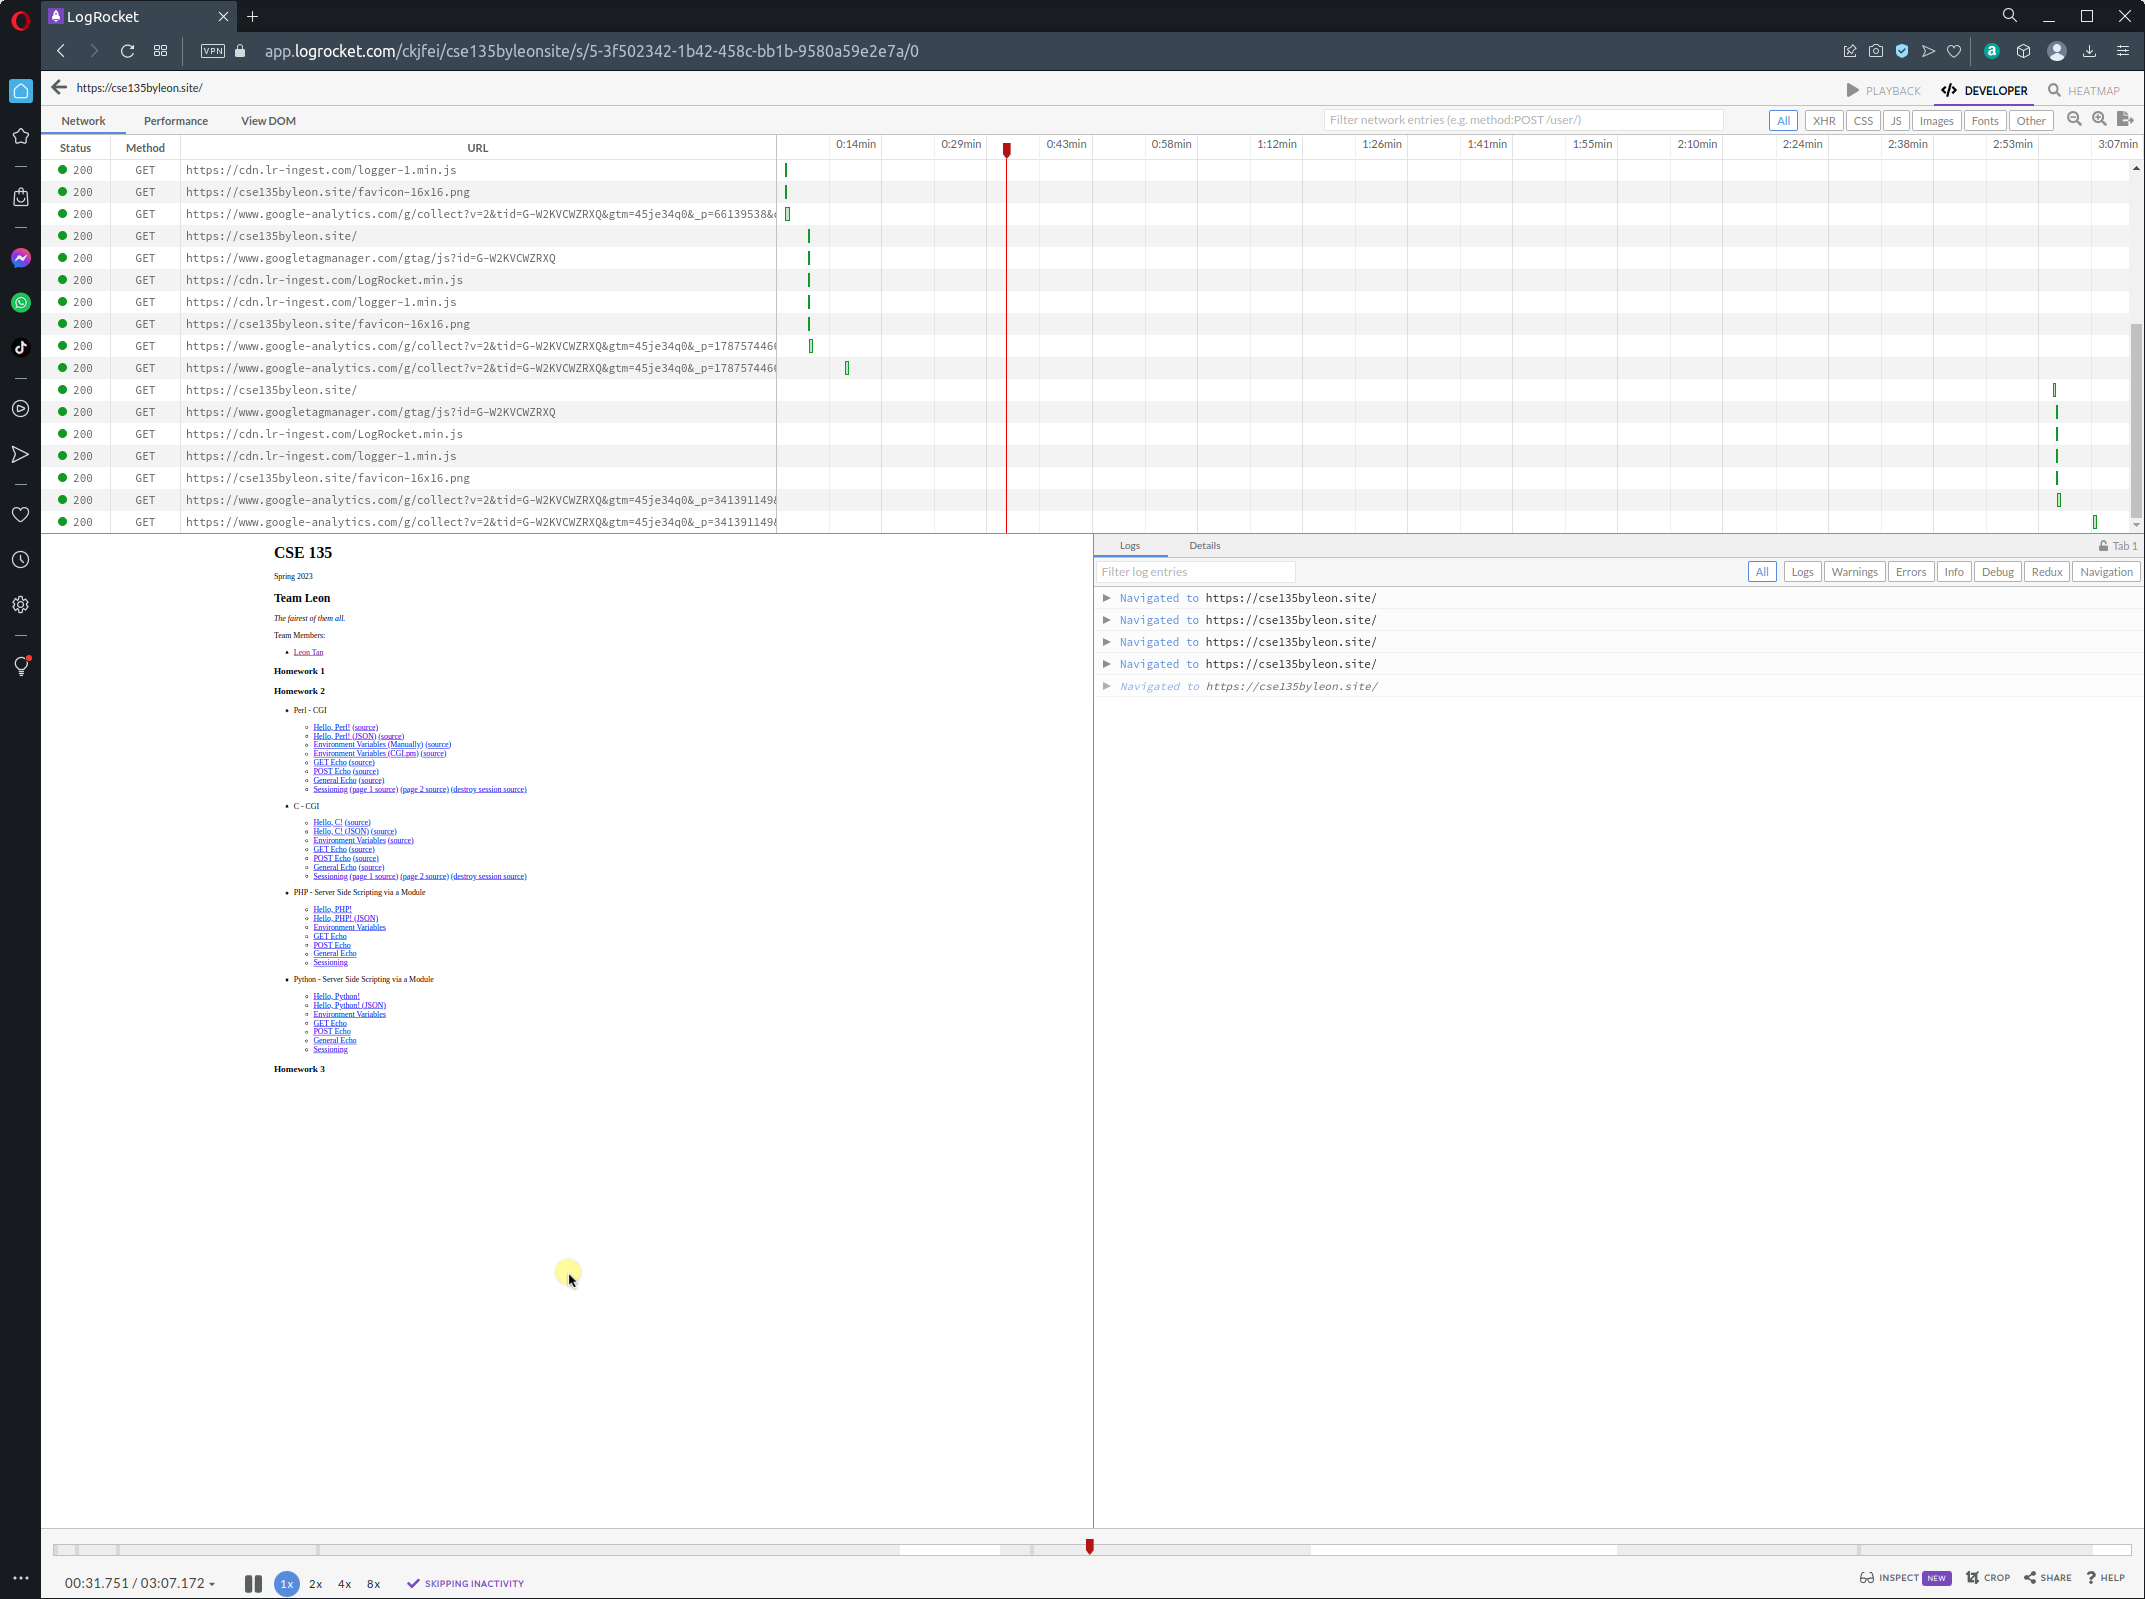 LogRocket
VPN
app.logrocket.com/ckjfei/cse135byleonsite/s/5-3f502342-1b42-458c-bb1b-9580a59e2e7a/0
https://cse135byleon.site/
PLAYBACK
DEVELOPER
HEATMAP
Network
Performance
View DOM
Filter network entries (e.g. method:POST /user/)
All
XHR
CSS
JS
Images
Fonts
Other
Status
Method
URL
0:14min
0:29min
0:43min
0:58min
1:12min
1:26min
1:41min
1:55min
2:10min
2:24min
2:38min
2:53min
3:07min
200 GET https://cdn.lr-ingest.com/logger-1.min.js
200 GET https://cse135byleon.site/favicon-16x16.png
200 GET https://www.google-analytics.com/g/collect?v=2&tid=G-W2KVCWZRXQ&gtm=45je34q0&_p=66139538&
200 GET https://cse135byleon.site/
200 GET https://www.googletagmanager.com/gtag/js?id=G-W2KVCWZRXQ
200 GET https://cdn.lr-ingest.com/LogRocket.min.js
200 GET https://cdn.lr-ingest.com/logger-1.min.js
200 GET https://cse135byleon.site/favicon-16x16.png
200 GET https://www.google-analytics.com/g/collect?v=2&tid=G-W2KVCWZRXQ&gtm=45je34q0&_p=178757446
200 GET https://www.google-analytics.com/g/collect?v=2&tid=G-W2KVCWZRXQ&gtm=45je34q0&_p=178757446
200 GET https://cse135byleon.site/
200 GET https://www.googletagmanager.com/gtag/js?id=G-W2KVCWZRXQ
200 GET https://cdn.lr-ingest.com/LogRocket.min.js
200 GET https://cdn.lr-ingest.com/logger-1.min.js
200 GET https://cse135byleon.site/favicon-16x16.png
200 GET https://www.google-analytics.com/g/collect?v=2&tid=G-W2KVCWZRXQ&gtm=45je34q0&_p=341391149&
200 GET https://www.google-analytics.com/g/collect?v=2&tid=G-W2KVCWZRXQ&gtm=45je34q0&_p=341391149&
CSE 135
Spring 2023
Team Leon
The fairest of them all.
Team Members:
Leon Tan
Homework 1
Homework 2
Perl - CGI
Hello, Perl! (source)
Hello, Perl! (JSON) (source)
Environment Variables (Manually) (source)
Environment Variables (CGI.pm) (source)
GET Echo (source)
POST Echo (source)
General Echo (source)
Sessioning (page 1 source) (page 2 source) (destroy session source)
C - CGI
Hello, C! (source)
Hello, C! (JSON) (source)
Environment Variables (source)
GET Echo (source)
POST Echo (source)
General Echo (source)
Sessioning (page 1 source) (page 2 source) (destroy session source)
PHP - Server Side Scripting via a Module
Hello, PHP!
Hello, PHP! (JSON)
Environment Variables
GET Echo
POST Echo
General Echo
Sessioning
Python - Server Side Scripting via a Module
Hello, Python!
Hello, Python! (JSON)
Environment Variables
GET Echo
POST Echo
General Echo
Sessioning
Homework 3
Logs
Details
Tab 1
Filter log entries
All
Logs
Warnings
Errors
Info
Debug
Redux
Navigation
Navigated to https://cse135byleon.site/
Navigated to https://cse135byleon.site/
Navigated to https://cse135byleon.site/
Navigated to https://cse135byleon.site/
Navigated to https://cse135byleon.site/
00:31.751 / 03:07.172
1x
2x
4x
8x
SKIPPING INACTIVITY
INSPECT NEW
CROP
SHARE
HELP